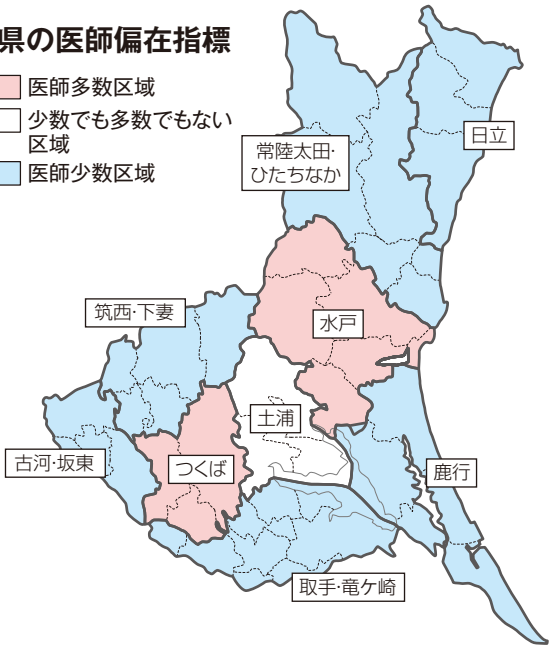 県の医師偏在指標
医師多数区域
少数でも多数でもない
区域
医師少数区域
日立
常陸太田・
ひたちなか
筑西・下妻
水戸
土浦
古河・坂東
つくば
鹿行
取手・竜ケ崎